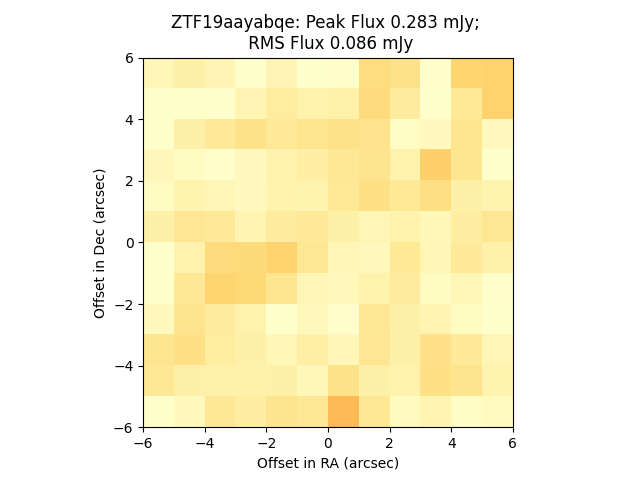 ZTF19aayabqe: Peak Flux 0.283 mJy;
RMS Flux 0.086 mJy
6
4
2
0
−2
−4
−6
Offset in Dec (arcsec)
−6 −4 −2 0 2 4 6
Offset in RA (arcsec)